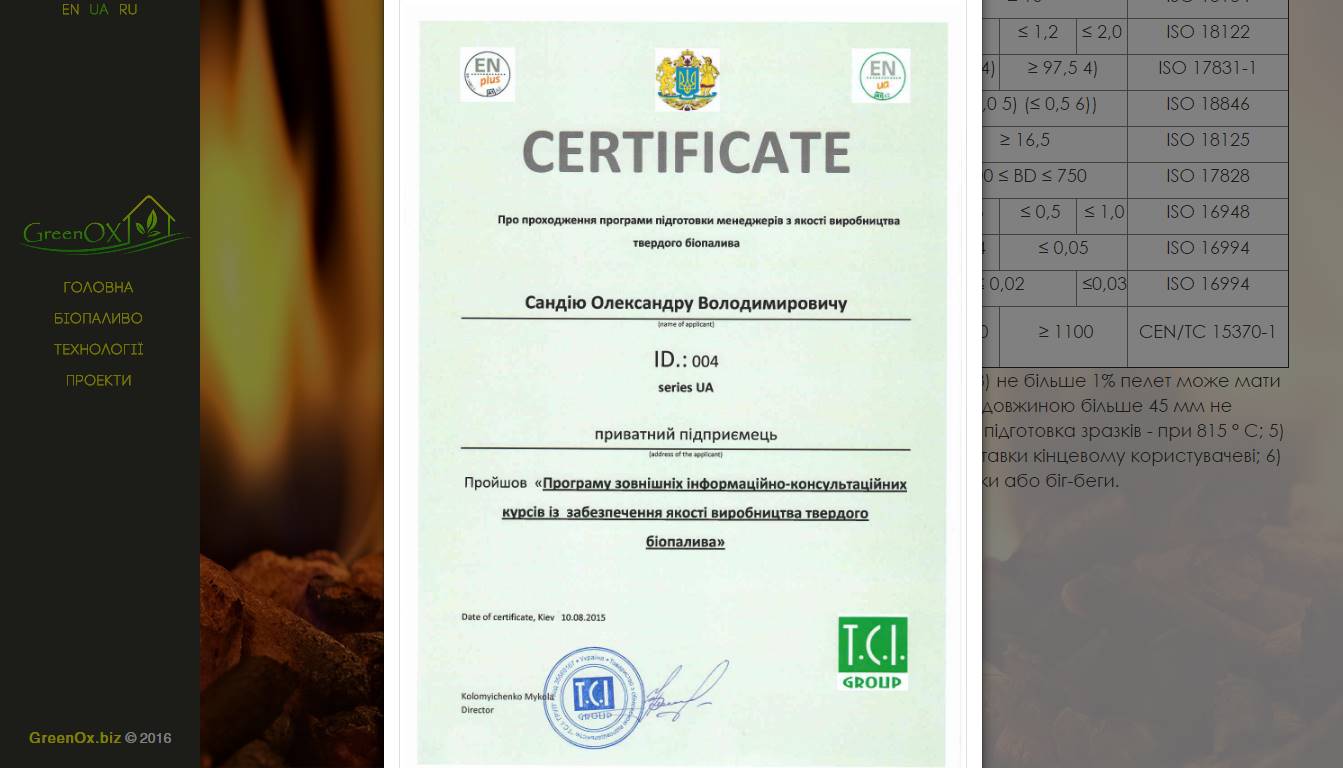 EN UA RU
GreenOX
ГОЛОВНА
БІОПАЛИВО
ТЕХНОЛОГІЇ
ПРОЕКТИ
GreenOx.biz © 2016
EN
plus
EN
ua
CERTIFICATE
Про проходження програми підготовки менеджерів з якості виробництва
твердого біопалива
Сандію Олександру Володимировичу
(name of applicant)
ID.: 004
series UA
приватний підприємець
(address of the applicant)
Пройшов «Програму зовнішніх інформаційно-консультаційних
курсів із забезпечення якості виробництва твердого
біопалива»
Date of certificate, Kiev 10.08.2015
T.C.I.
GROUP
Kolomyichenko Mykola
Director
T.C.I
GROUP
≤ 1,2 ≤ 2,0 ISO 18122
4) ≥ 97,5 4) ISO 17831-1
,0 5) (≤ 0,5 6)) ISO 18846
≥ 16,5 ISO 18125
0 ≤ BD ≤ 750 ISO 17828
≤ 0,5 ≤ 1,0 ISO 16948
≤ 0,05 ISO 16994
≤ 0,02 ≤0,03 ISO 16994
≥ 1100 CEN/TC 15370-1
) не більше 1% пелет може мати
довжиною більше 45 мм не
підготовка зразків - при 815 ° C; 5)
тавки кінцевому користувачеві; 6)
ки або біг-беги.